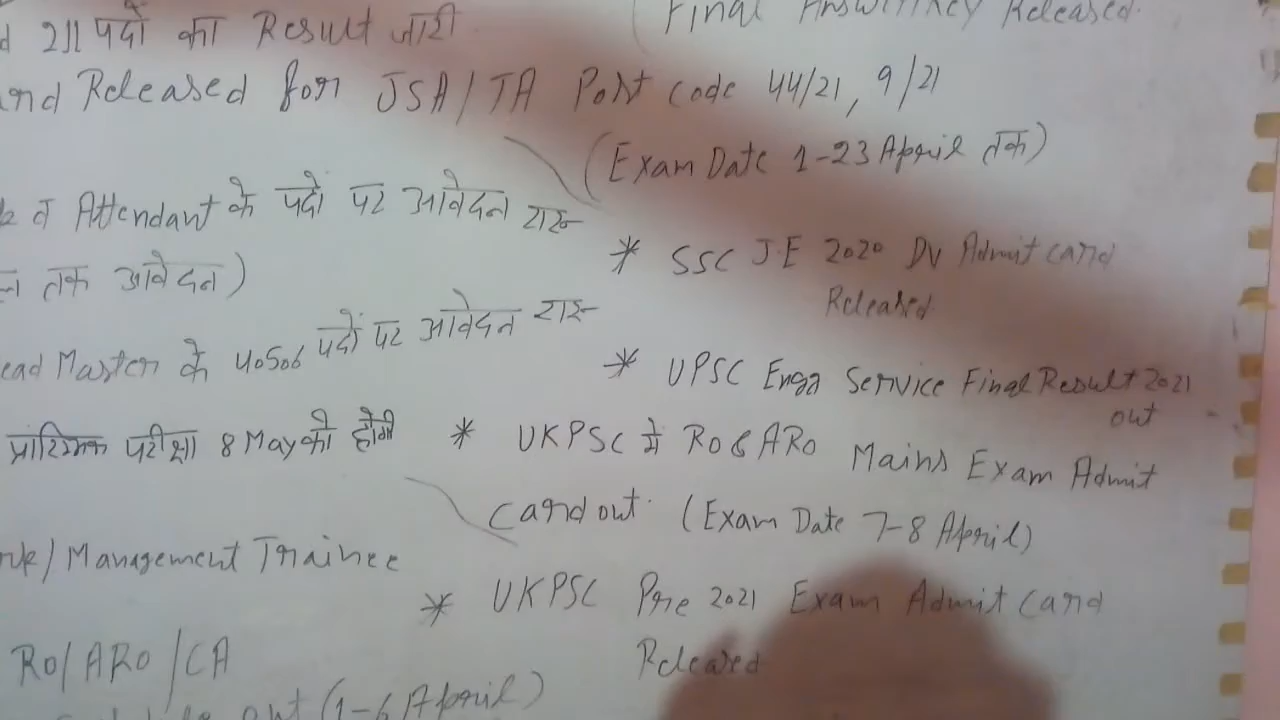 211 पदों का Result जारी
Final Answer Key Released
Released for JSA/TA Post code 44/21, 9/21
(Exam Date 1-23 April तक)
व Attendant के पदों पर आवेदन शुरू
तक आवेदन)
* SSC J.E 2020 DV Admit card
Released
ead Master के 40506 पदों पर आवेदन शुरू
* UPSC Engg Service Final Result 2021
out
परीक्षा 8 May को होगी
* UKPSC में RO & ARO Mains Exam Admit
card out. (Exam Date 7-8 April)
/Management Trainee
* UKPSC Pre 2021 Exam Admit card
Released
RO/ARO/CA
out (1-6 April)